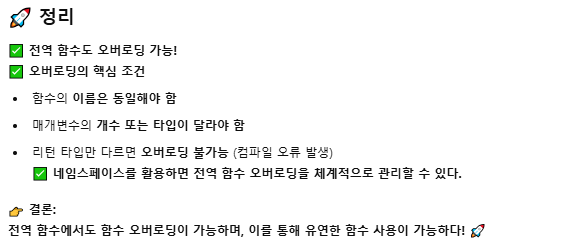 🚀 정리
✅ 전역 함수도 오버로딩 가능!
✅ 오버로딩의 핵심 조건
• 함수의 이름은 동일해야 함
• 매개변수의 개수 또는 타입이 달라야 함
• 리턴 타입만 다르면 오버로딩 불가능 (컴파일 오류 발생)
✅ 네임스페이스를 활용하면 전역 함수 오버로딩을 체계적으로 관리할 수 있다.
👉 결론:
전역 함수에서도 함수 오버로딩이 가능하며, 이를 통해 유연한 함수 사용이 가능하다! 🚀